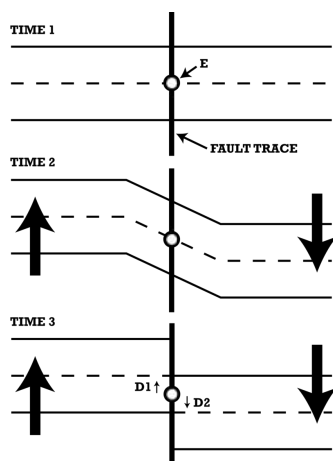 TIME 1
E
FAULT TRACE
TIME 2
TIME 3
D1
D2